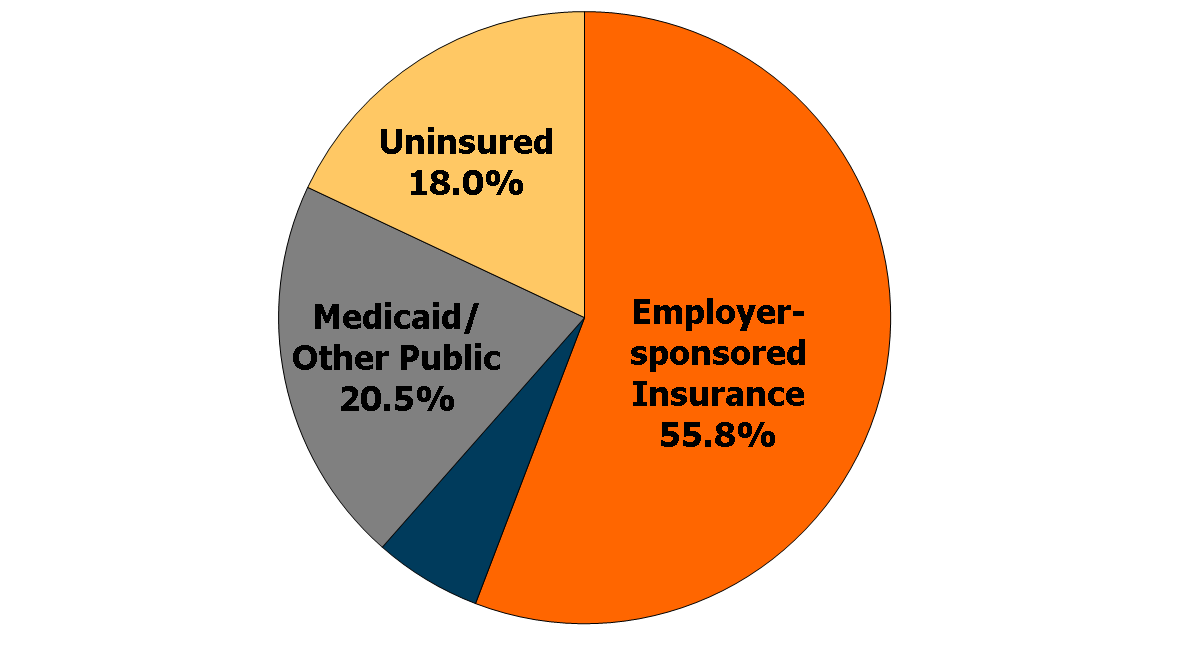 Uninsured
18.0%
Medicaid/
Other Public
20.5%
Employer-
sponsored
Insurance
55.8%